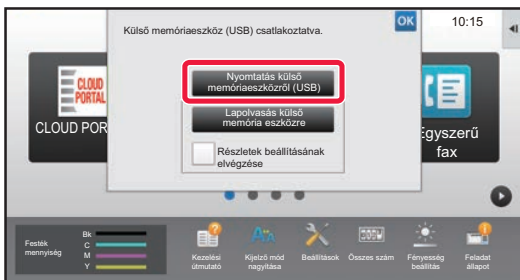 Külső memóriaeszköz (USB) csatlakoztatva.
OK
10:15
Nyomtatás külső
memóriaeszközről (USB)
Lapolvasás külső
memória eszközre
Részletek beállításának
elvégzése
CLOUD
PORTAL
CLOUD POR
Egyszerű
fax
Festék
mennyiség
Bk
C
M
Y
Kezelési
útmutató
Kijelző mód
nagyítása
Beállítások
Összes szám
Fényesség
beállítás
Feladat
állapot